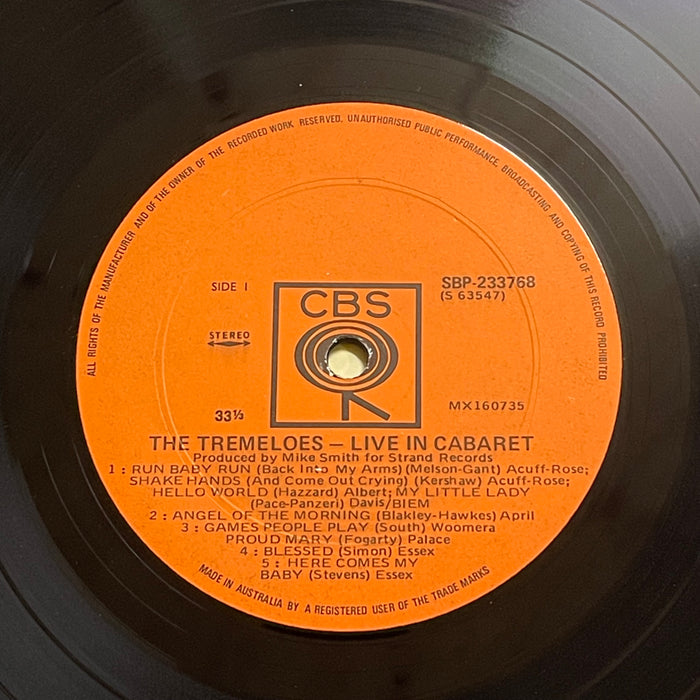 ALL RIGHTS OF THE MANUFACTURER AND OF THE OWNER OF THE RECORDED WORK RESERVED. UNAUTHORISED PUBLIC PERFORMANCE, BROADCASTING AND COPYING OF THIS RECORD PROHIBITED
SIDE 1
SBP-233768
(S 63547)
CBS
STEREO
33⅓
MX160735
THE TREMELOES – LIVE IN CABARET
Produced by Mike Smith for Strand Records
1 : RUN BABY RUN (Back Into My Arms) (Melson-Gant) Acuff-Rose;
SHAKE HANDS (And Come Out Crying) (Kershaw) Acuff-Rose;
HELLO WORLD (Hazzard) Albert; MY LITTLE LADY
(Pace-Panzeri) Davis/BIEM
2 : ANGEL OF THE MORNING (Blakley-Hawkes) April
3 : GAMES PEOPLE PLAY (South) Woomera
PROUD MARY (Fogarty) Palace
4 : BLESSED (Simon) Essex
5 : HERE COMES MY
BABY (Stevens) Essex
MADE IN AUSTRALIA BY A REGISTERED USER OF THE TRADE MARKS